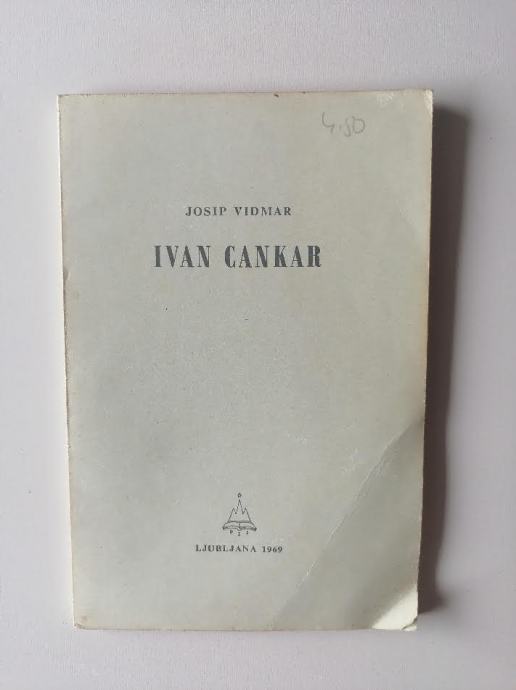 4.50
JOSIP VIDMAR
IVAN CANKAR
LJUBLJANA 1969